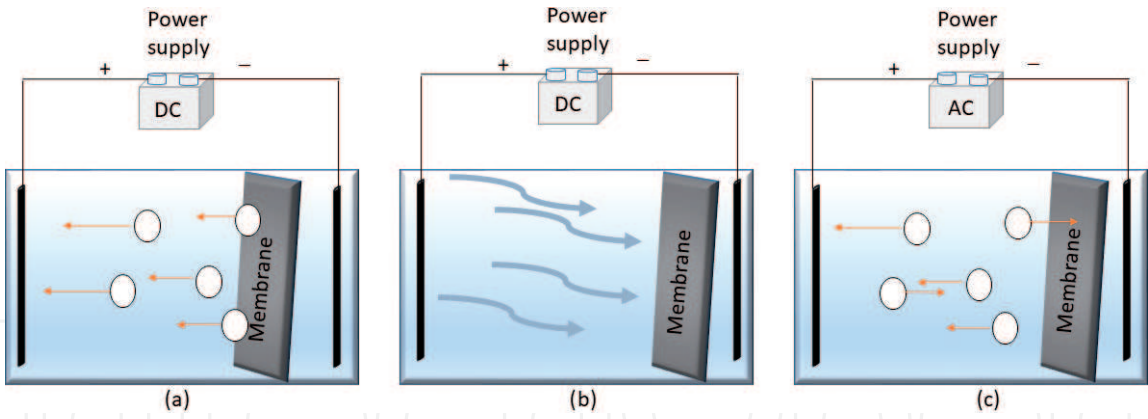 Power
supply
+
−
DC
Membrane
(a)
Power
supply
+
−
DC
Membrane
(b)
Power
supply
+
−
AC
Membrane
(c)